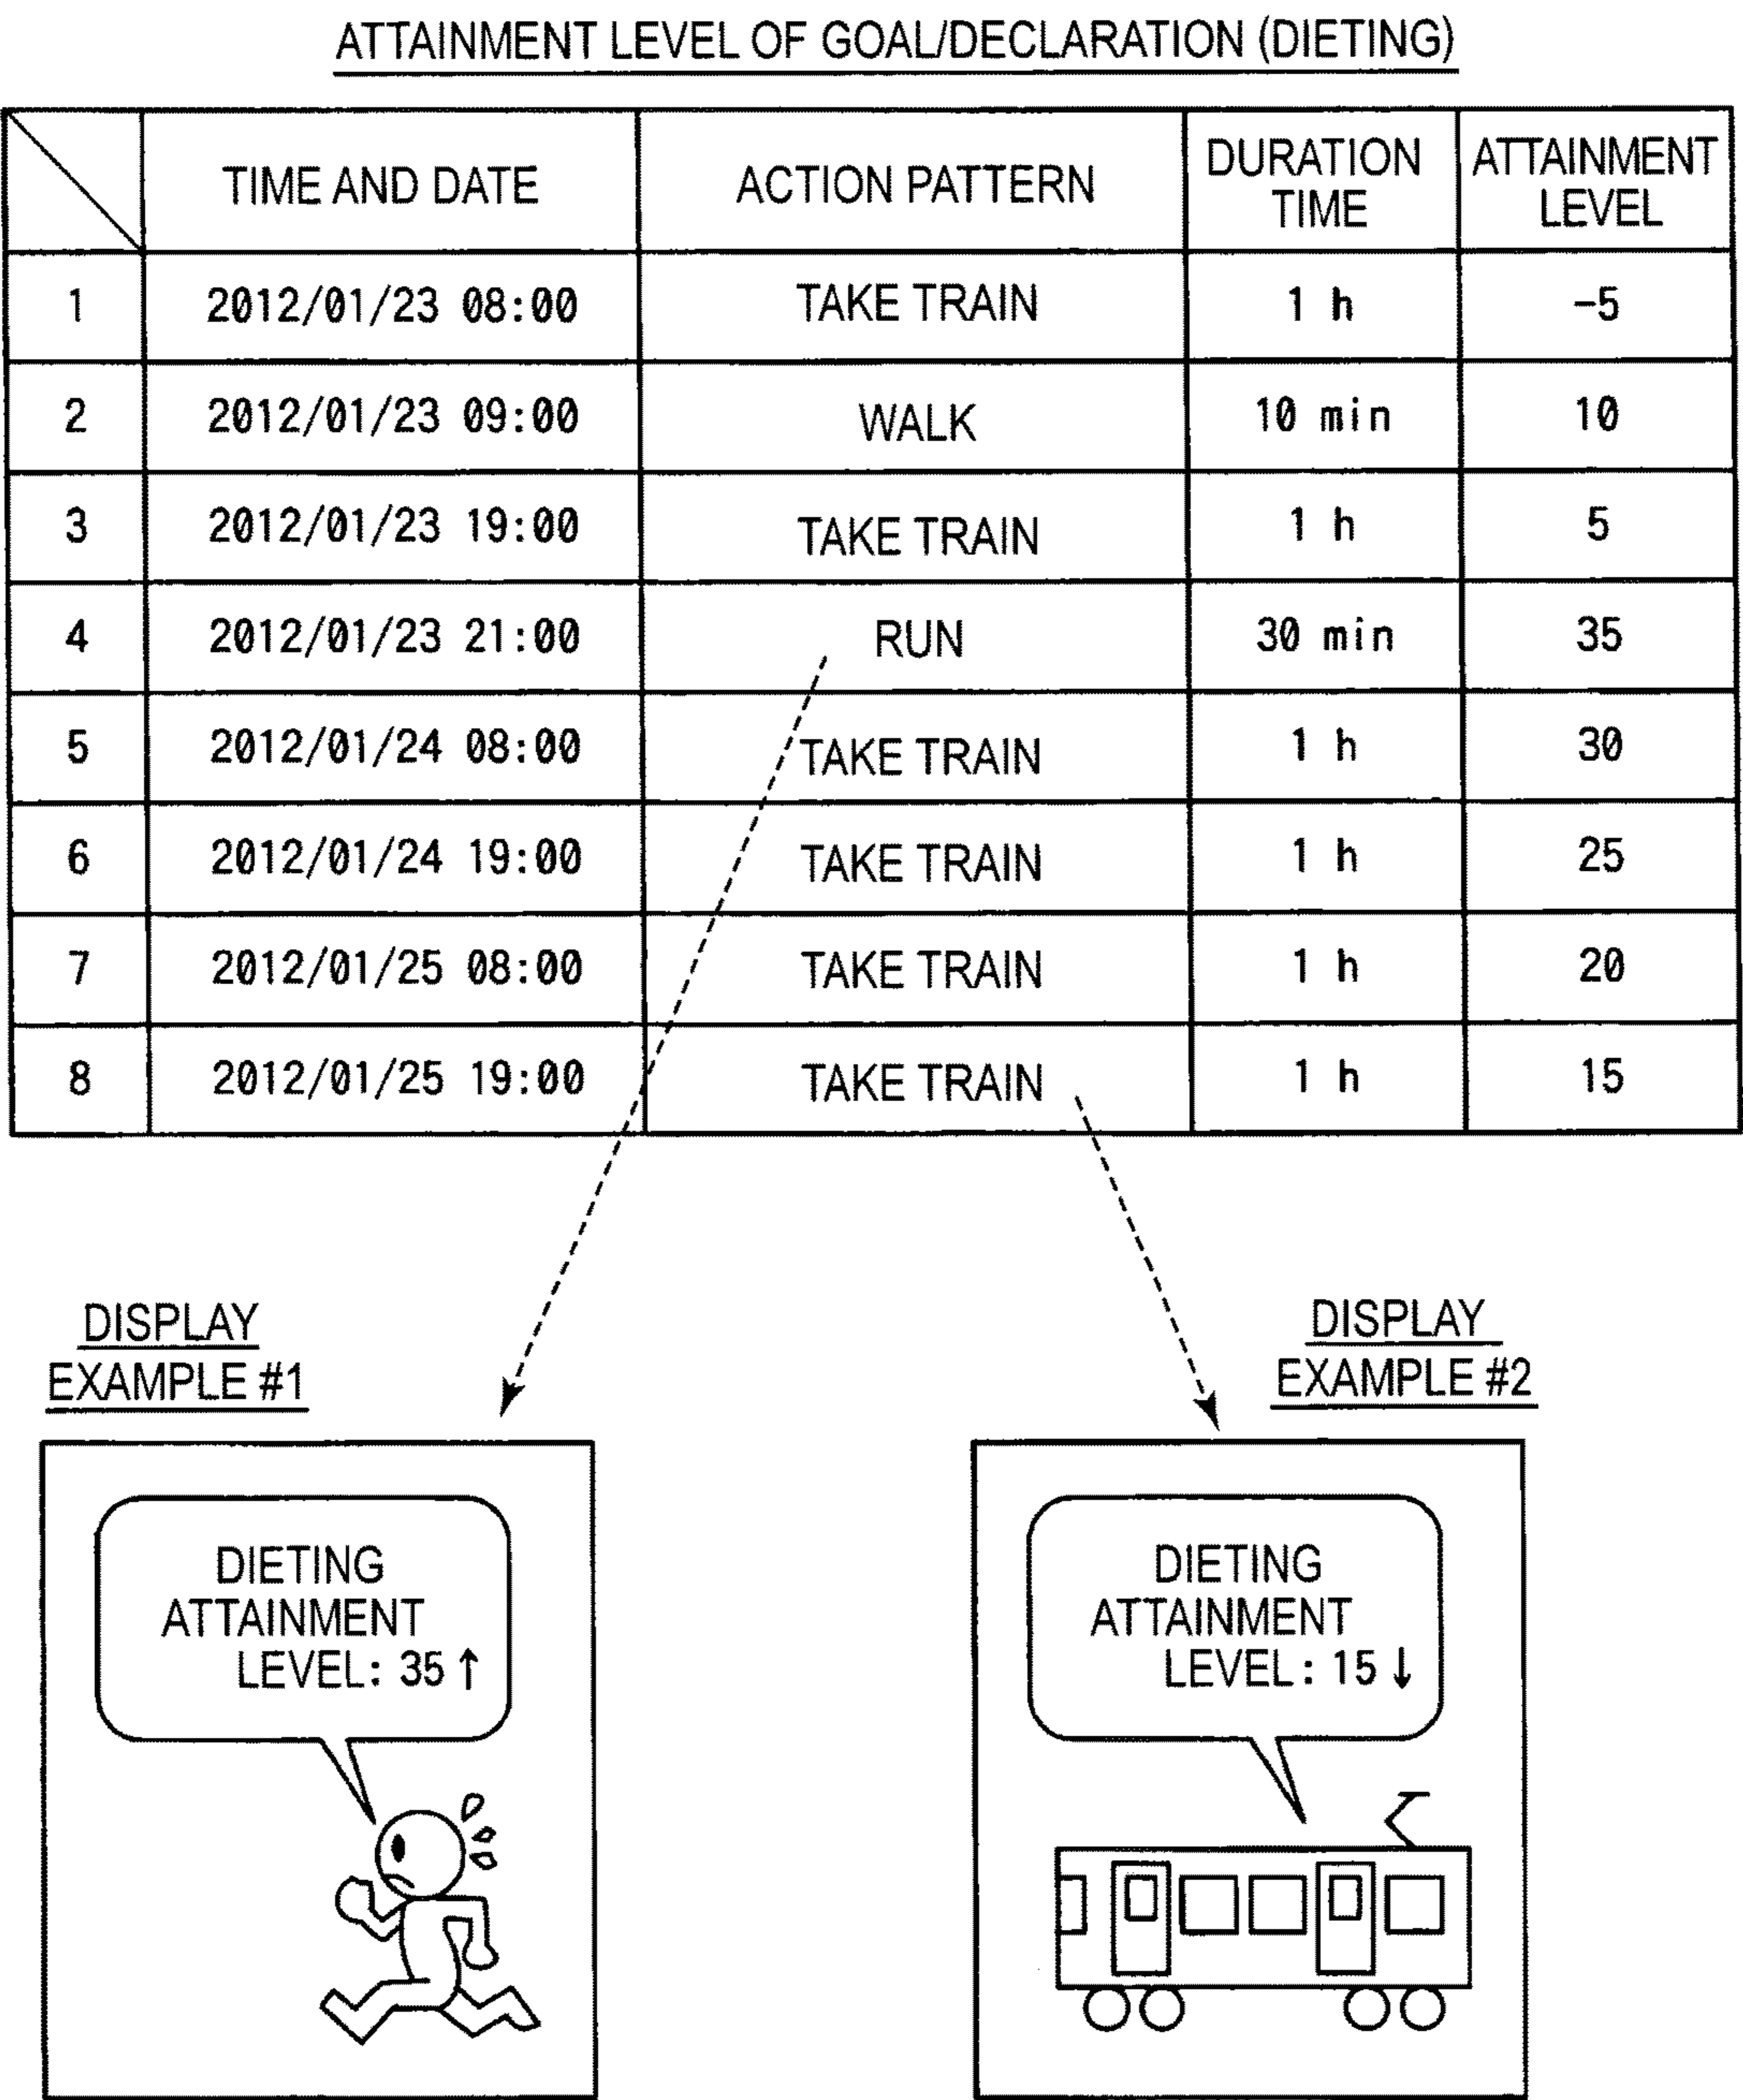 ATTAINMENT LEVEL OF GOAL/DECLARATION (DIETING)
TIME AND DATE ACTION PATTERN DURATION TIME ATTAINMENT LEVEL
1 2012/01/23 08:00 TAKE TRAIN 1 h -5
2 2012/01/23 09:00 WALK 10 min 10
3 2012/01/23 19:00 TAKE TRAIN 1 h 5
4 2012/01/23 21:00 RUN 30 min 35
5 2012/01/24 08:00 TAKE TRAIN 1 h 30
6 2012/01/24 19:00 TAKE TRAIN 1 h 25
7 2012/01/25 08:00 TAKE TRAIN 1 h 20
8 2012/01/25 19:00 TAKE TRAIN 1 h 15
DISPLAY
EXAMPLE #1
DIETING
ATTAINMENT
LEVEL: 35 ↑
DISPLAY
EXAMPLE #2
DIETING
ATTAINMENT
LEVEL: 15 ↓